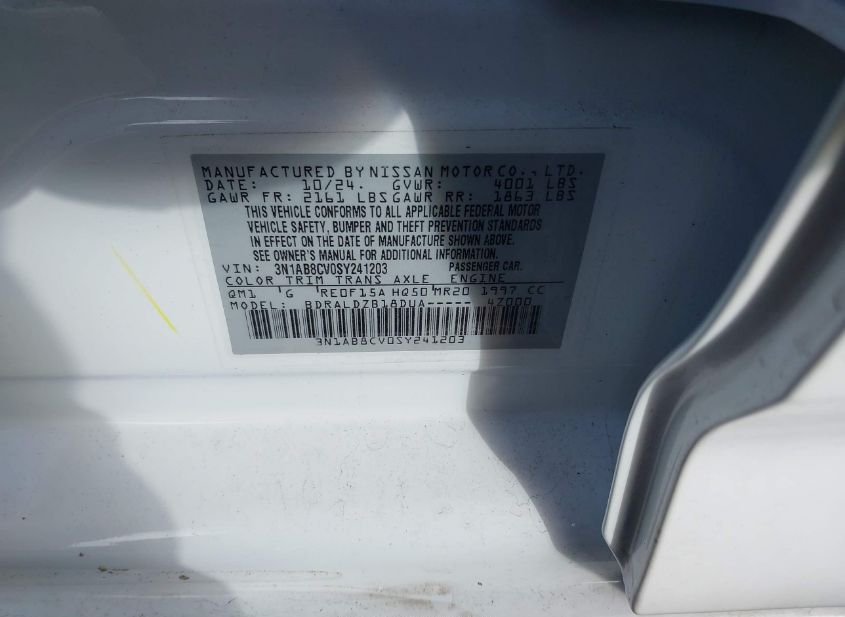 MANUFACTURED BY NISSAN MOTOR CO., LTD.
DATE: 10/24. GVWR: 4001 LBS
GAWR FR: 2161 LBS GAWR RR: 1863 LBS
THIS VEHICLE CONFORMS TO ALL APPLICABLE FEDERAL MOTOR
VEHICLE SAFETY, BUMPER AND THEFT PREVENTION STANDARDS
IN EFFECT ON THE DATE OF MANUFACTURE SHOWN ABOVE.
SEE OWNER'S MANUAL FOR ADDITIONAL INFORMATION.
VIN: 3N1AB8CV0SY241203 PASSENGER CAR.
COLOR TRIM TRANS AXLE ENGINE
QM1 G RE0F15A HQ50 MR20 1997 CC
MODEL: BDRALDZB18DUA----- 4Z000
3N1AB8CV0SY241203